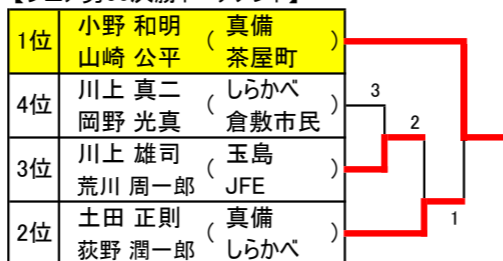 1位 小野 和明 ( 真備 )
山崎 公平 茶屋町
4位 川上 真二 ( しらかべ ) 3
岡野 光真 倉敷市民 2
3位 川上 雄司 ( 玉島 )
荒川 周一郎 JFE
2位 土田 正則 ( 真備 ) 1
荻野 潤一郎 しらかべ